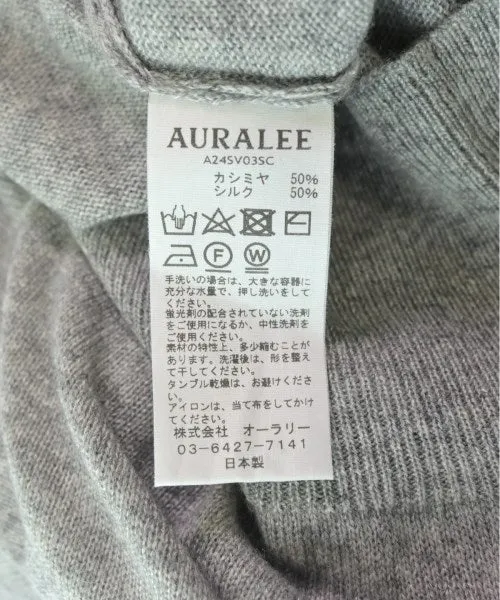 AURALEE
A24SV03SC
カシミヤ 50%
シルク 50%
F W
手洗いの場合は、大きな容器に
充分な水量で、押し洗いをして
ください。
蛍光剤の配合されていない洗剤
をご使用になるか、中性洗剤を
ご使用ください。
素材の特性上、多少縮むことが
あります。洗濯後は、形を整え
て干してください。
タンブル乾燥は、お避けくださ
い。
アイロンは、当て布をしてかけ
てください。
株式会社 オーラリー
03-6427-7141
日本製